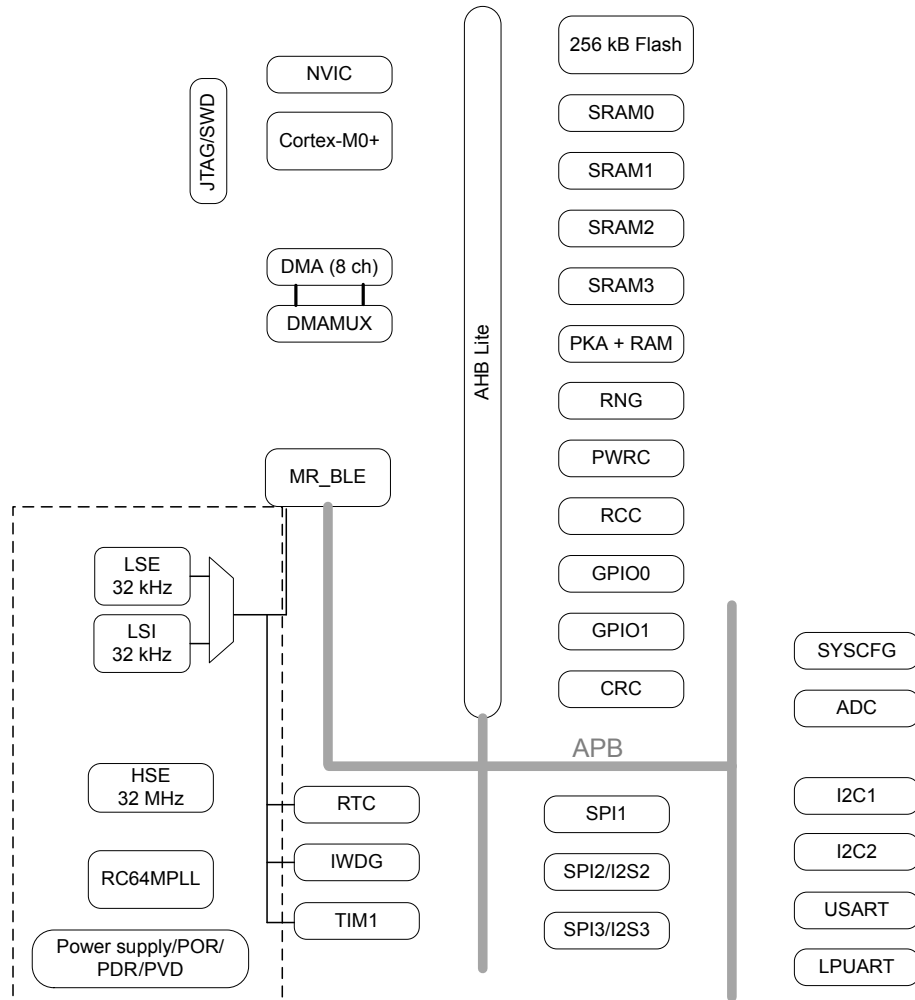 256 kB Flash
NVIC
JTAG/SWD
Cortex-M0+
SRAM0
SRAM1
SRAM2
DMA (8 ch)
SRAM3
DMAMUX
AHB Lite
PKA + RAM
RNG
MR_BLE
PWRC
RCC
LSE
32 kHz
GPIO0
LSI
32 kHz
GPIO1
SYSCFG
CRC
ADC
APB
HSE
32 MHz
RTC
SPI1
I2C1
IWDG
SPI2/I2S2
I2C2
RC64MPLL
TIM1
SPI3/I2S3
USART
Power supply/POR/
PDR/PVD
LPUART